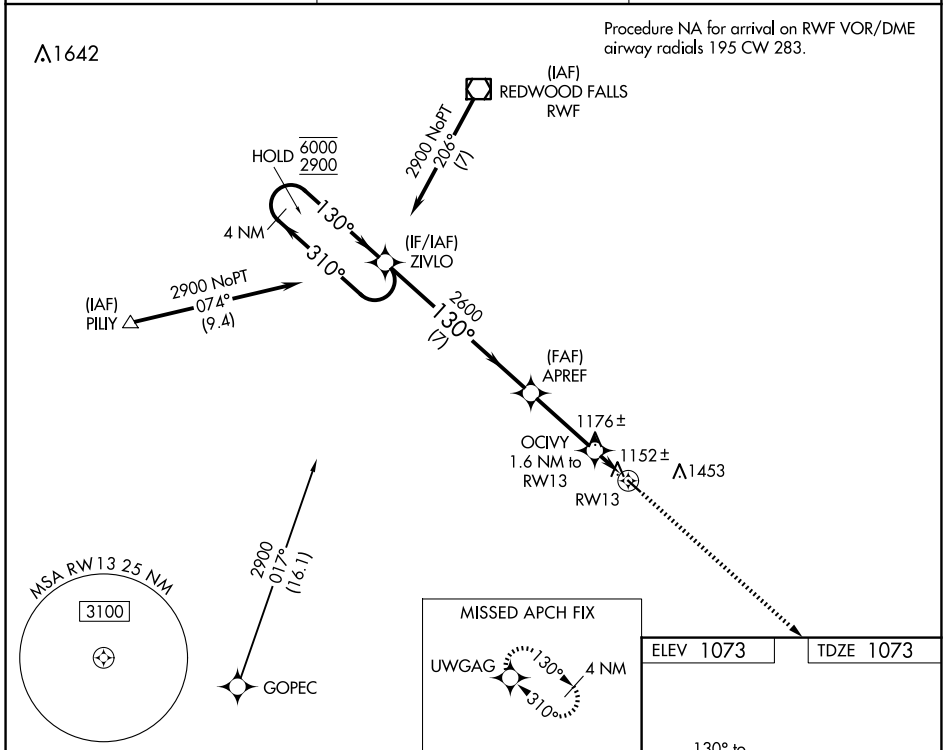 Procedure NA for arrival on RWF VOR/DME
airway radials 195 CW 283.
1642
(IAF)
REDWOOD FALLS
RWF
2900 NoPT
206°
(7)
HOLD
6000
2900
130°
4 NM
310°
(IF/IAF)
ZIVLO
2900 NoPT
074°
(9.4)
(IAF)
PILIY
2600
130°
(7)
(FAF)
APREF
1176±
OCIVY
1.6 NM to
RW13
1152±
1453
RW13
2900
017°
(16.1)
GOPEC
MSA RW13 25 NM
3100
MISSED APCH FIX
UWGAG
130°
4 NM
310°
ELEV 1073
TDZE 1073
130° to